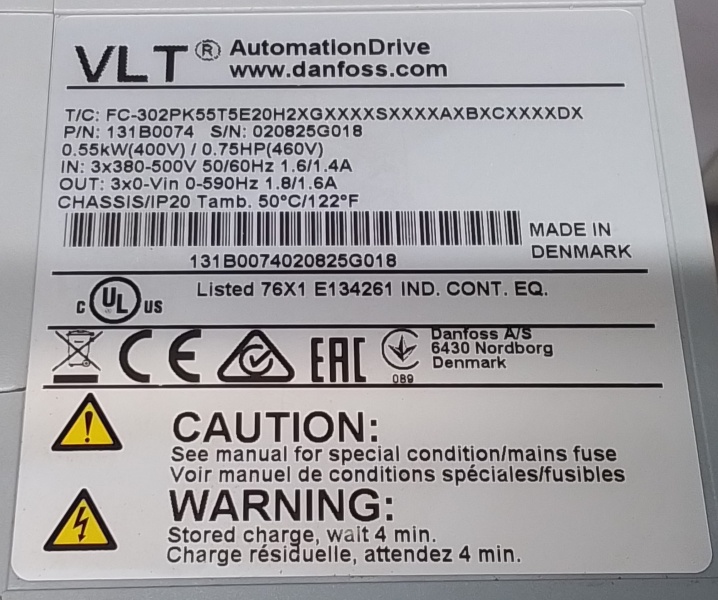 VLT® AutomationDrive
www.danfoss.com
T/C: FC-302PK55T5E20H2XGXXXXSXXXXAXBXCXXXXDX
P/N: 131B0074 S/N: 020825G018
0.55kW(400V) / 0.75HP(460V)
IN: 3x380-500V 50/60Hz 1.6/1.4A
OUT: 3x0-Vin 0-590Hz 1.8/1.6A
CHASSIS/IP20 Tamb. 50°C/122°F
MADE IN
DENMARK
131B0074020825G018
C UL US
Listed 76X1 E134261 IND. CONT. EQ.
CE
EAC
089
Danfoss A/S
6430 Nordborg
Denmark
CAUTION:
See manual for special condition/mains fuse
Voir manuel de conditions spéciales/fusibles
WARNING:
Stored charge, wait 4 min.
Charge résiduelle, attendez 4 min.